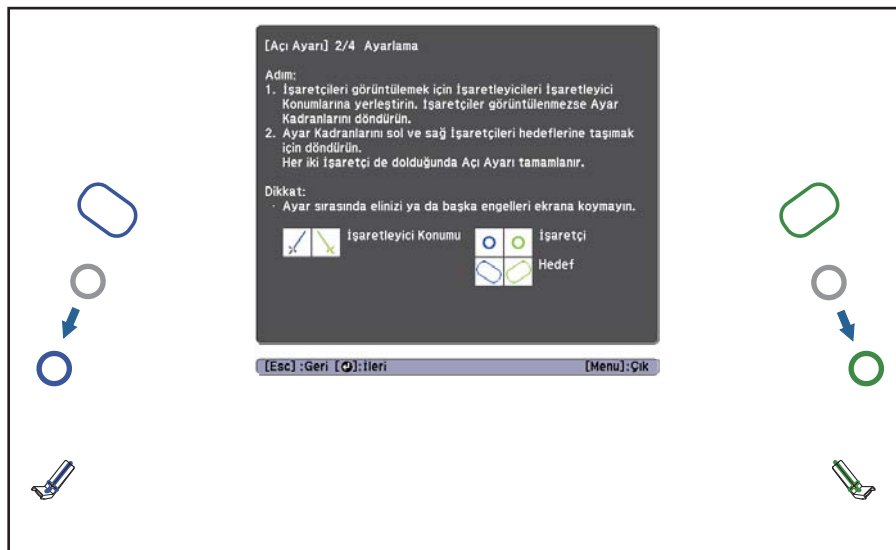 [Açı Ayarı] 2/4 Ayarlama
Adım:
1. İşaretçileri görüntülemek için İşaretleyicileri İşaretleyici
Konumlarına yerleştirin. İşaretçiler görüntülenmezse Ayar
Kadranlarını döndürün.
2. Ayar Kadranlarını sol ve sağ İşaretçileri hedeflerine taşımak
için döndürün.
Her iki İşaretçi de dolduğunda Açı Ayarı tamamlanır.
Dikkat:
· Ayar sırasında elinizi ya da başka engelleri ekrana koymayın.
İşaretleyici Konumu
İşaretçi
Hedef
[Esc] :Geri [⏎]:İleri [Menu]:Çık